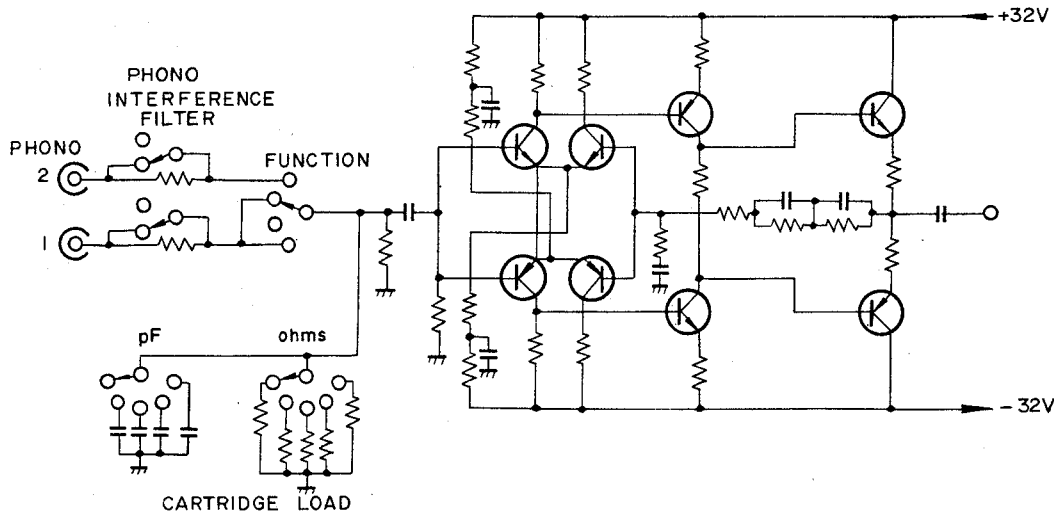 +32V
PHONO
INTERFERENCE
FILTER
PHONO
2
FUNCTION
1
pF
ohms
-32V
CARTRIDGE LOAD